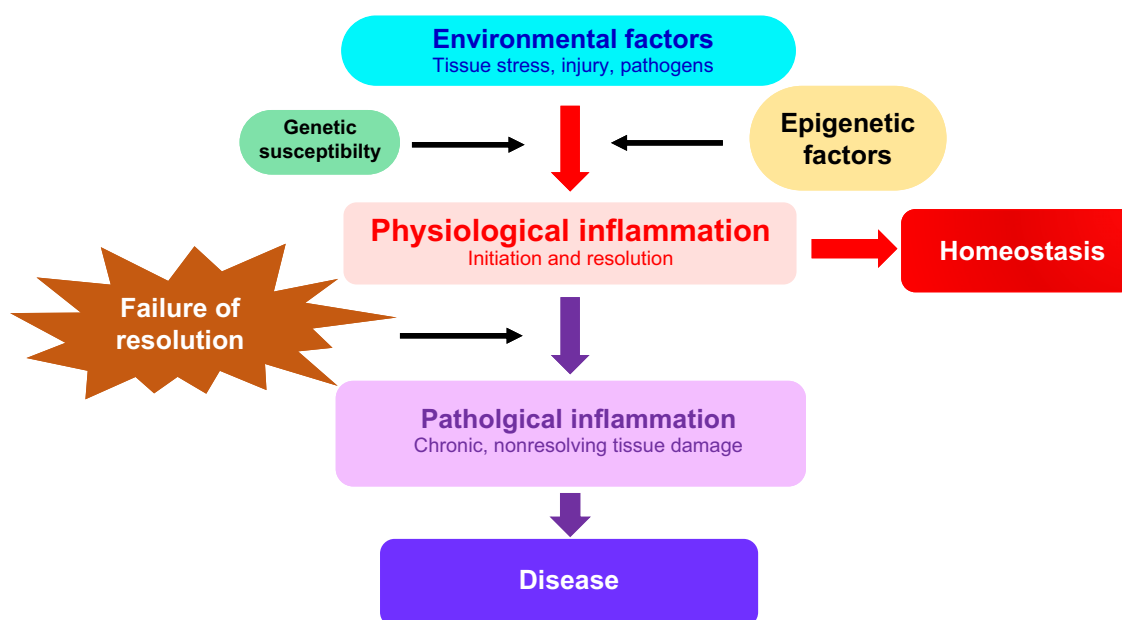 Environmental factors
Tissue stress, injury, pathogens
Genetic
susceptibilty
Epigenetic
factors
Physiological inflammation
Initiation and resolution
Homeostasis
Failure of
resolution
Patholgical inflammation
Chronic, nonresolving tissue damage
Disease